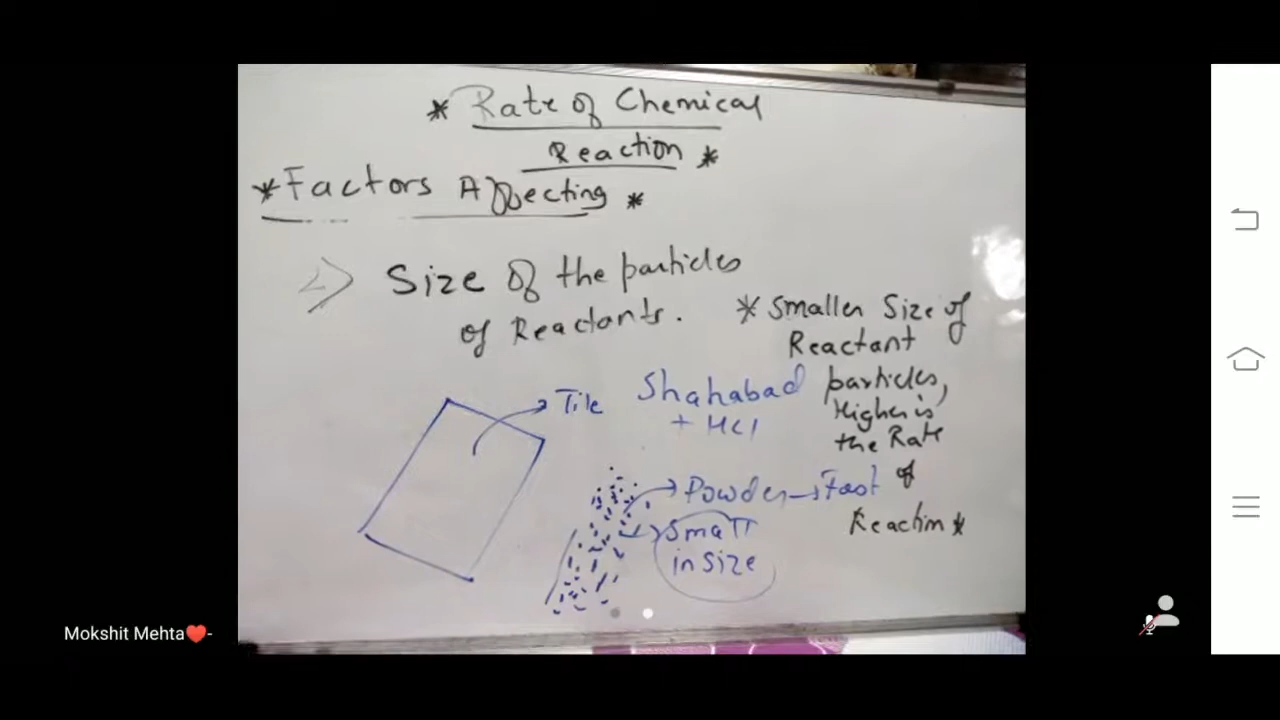 * Rate of Chemical
Reaction *
* Factors Affecting *
Size of the particles
of Reactants.
* Smaller Size of
Reactant
particles,
Higher is
the Rate
of
Reaction *
Tile
Shahabad
+ HCl
Powder → Fast
Small
in size
Mokshit Mehta❤️-